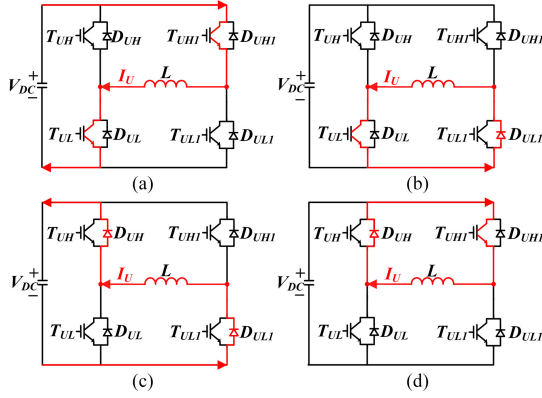 T_UH D_UH T_UH1 D_UH1
V_DC + − I_U L
T_UL D_UL T_UL1 D_UL1
(a)
T_UH D_UH T_UH1 D_UH1
V_DC + − I_U L
T_UL D_UL T_UL1 D_UL1
(b)
T_UH D_UH T_UH1 D_UH1
V_DC + − I_U L
T_UL D_UL T_UL1 D_UL1
(c)
T_UH D_UH T_UH1 D_UH1
V_DC + − I_U L
T_UL D_UL T_UL1 D_UL1
(d)